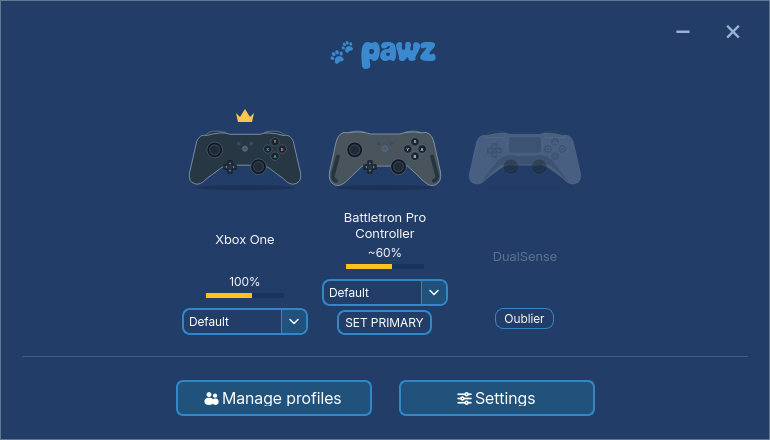 pawz
Xbox One
100%
Default
Battletron Pro
Controller
~60%
Default
SET PRIMARY
DualSense
Oublier
Manage profiles
Settings